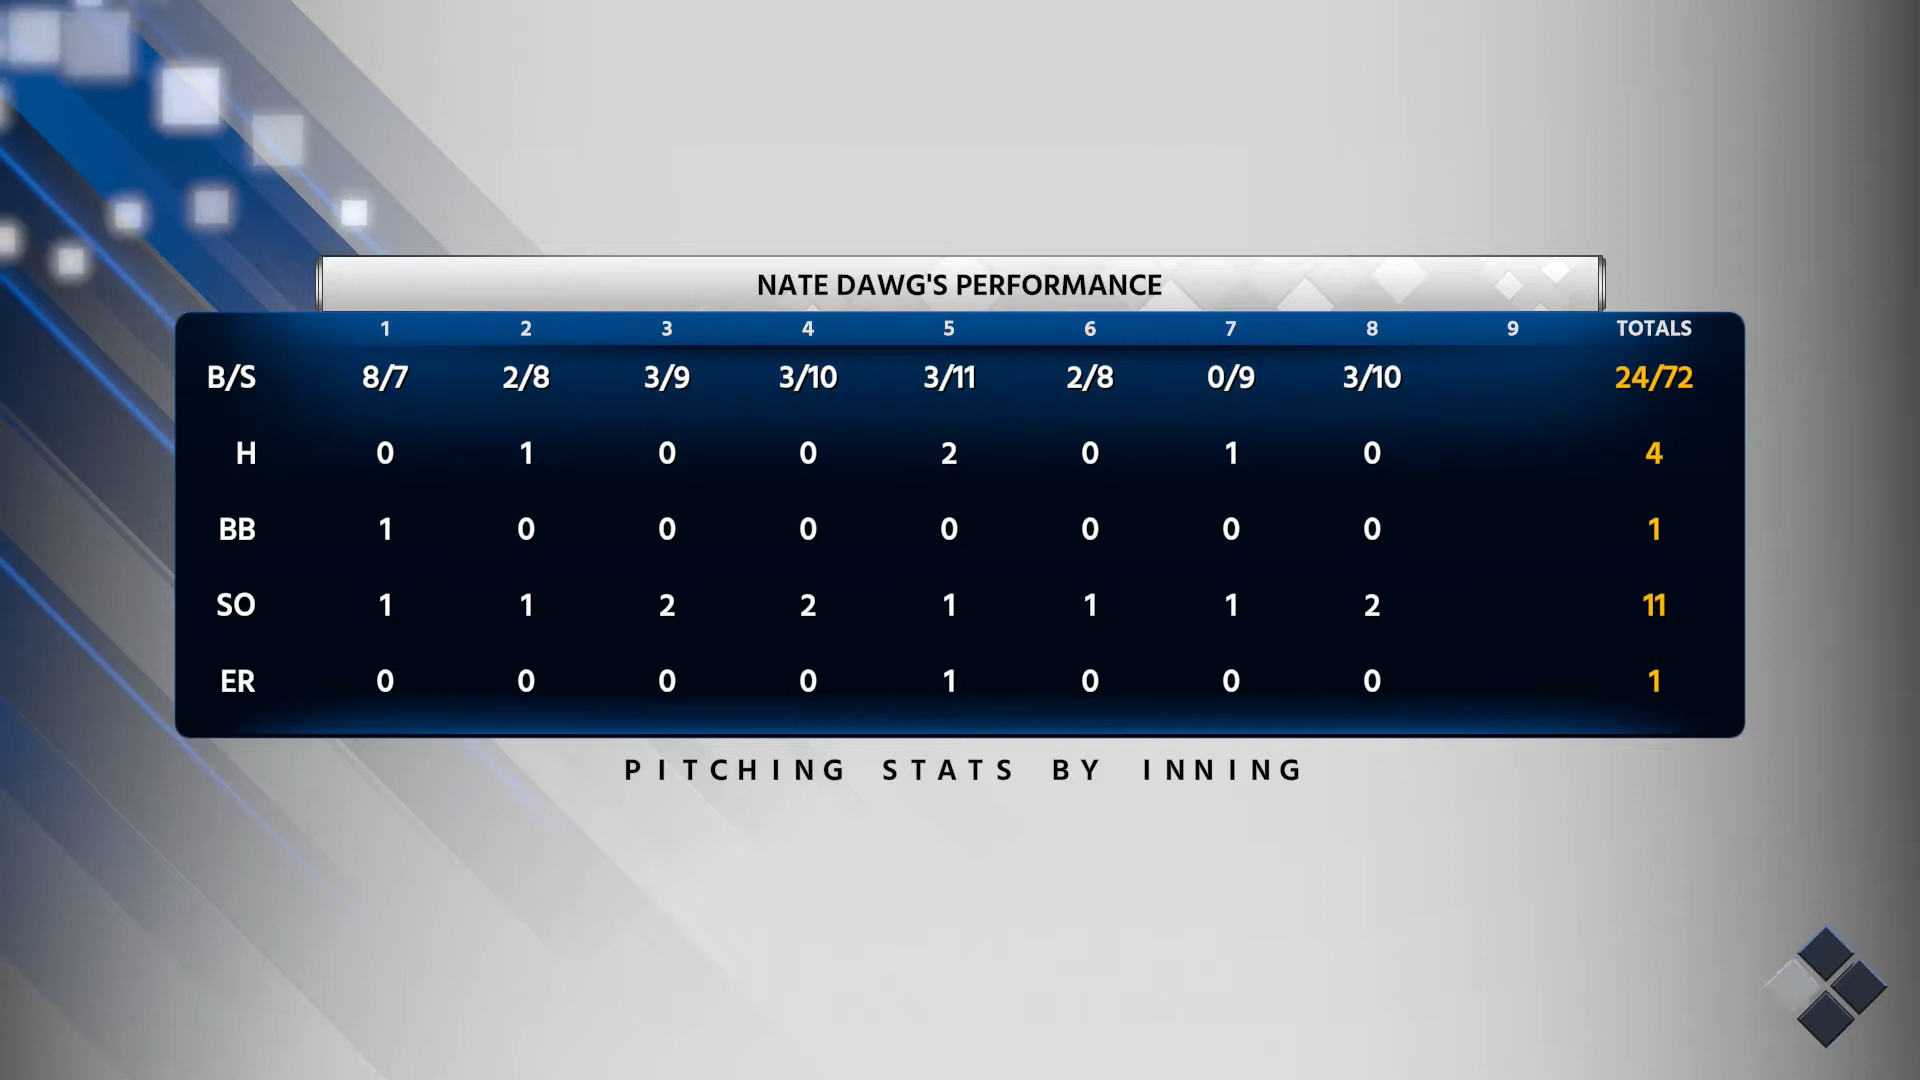 NATE DAWG'S PERFORMANCE
1 2 3 4 5 6 7 8 9 TOTALS
B/S 8/7 2/8 3/9 3/10 3/11 2/8 0/9 3/10 24/72
H 0 1 0 0 2 0 1 0 4
BB 1 0 0 0 0 0 0 0 1
SO 1 1 2 2 1 1 1 2 11
ER 0 0 0 0 1 0 0 0 1
PITCHING STATS BY INNING